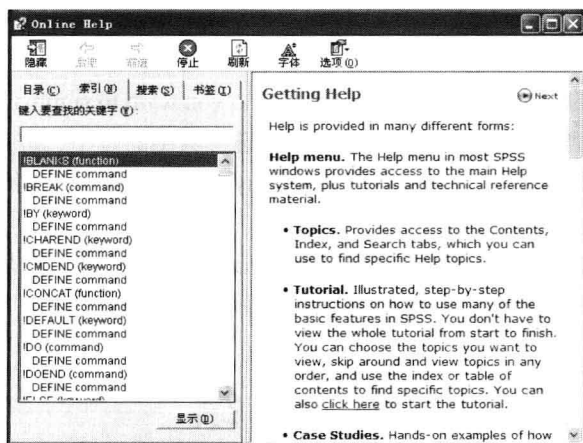 Online Help
隐藏 后退 前进 停止 刷新 字体 选项(O)
目录(C) 索引(N) 搜索(S) 书签(I)
键入要查找的关键字(W):
!BLANKS (function)
DEFINE command
!BREAK (command)
DEFINE command
!BY (keyword)
DEFINE command
!CHAREND (keyword)
DEFINE command
!CMDEND (keyword)
DEFINE command
!CONCAT (function)
DEFINE command
!DEFAULT (keyword)
DEFINE command
!DO (command)
DEFINE command
!DOEND (command)
DEFINE command
显示(D)
Getting Help
Next
Help is provided in many different forms:
Help menu. The Help menu in most SPSS
windows provides access to the main Help
system, plus tutorials and technical reference
material.
• Topics. Provides access to the Contents,
Index, and Search tabs, which you can
use to find specific Help topics.
• Tutorial. Illustrated, step-by-step
instructions on how to use many of the
basic features in SPSS. You don't have to
view the whole tutorial from start to finish.
You can choose the topics you want to
view, skip around and view topics in any
order, and use the index or table of
contents to find specific topics. You can
also click here to start the tutorial.
• Case Studies. Hands-on examples of how